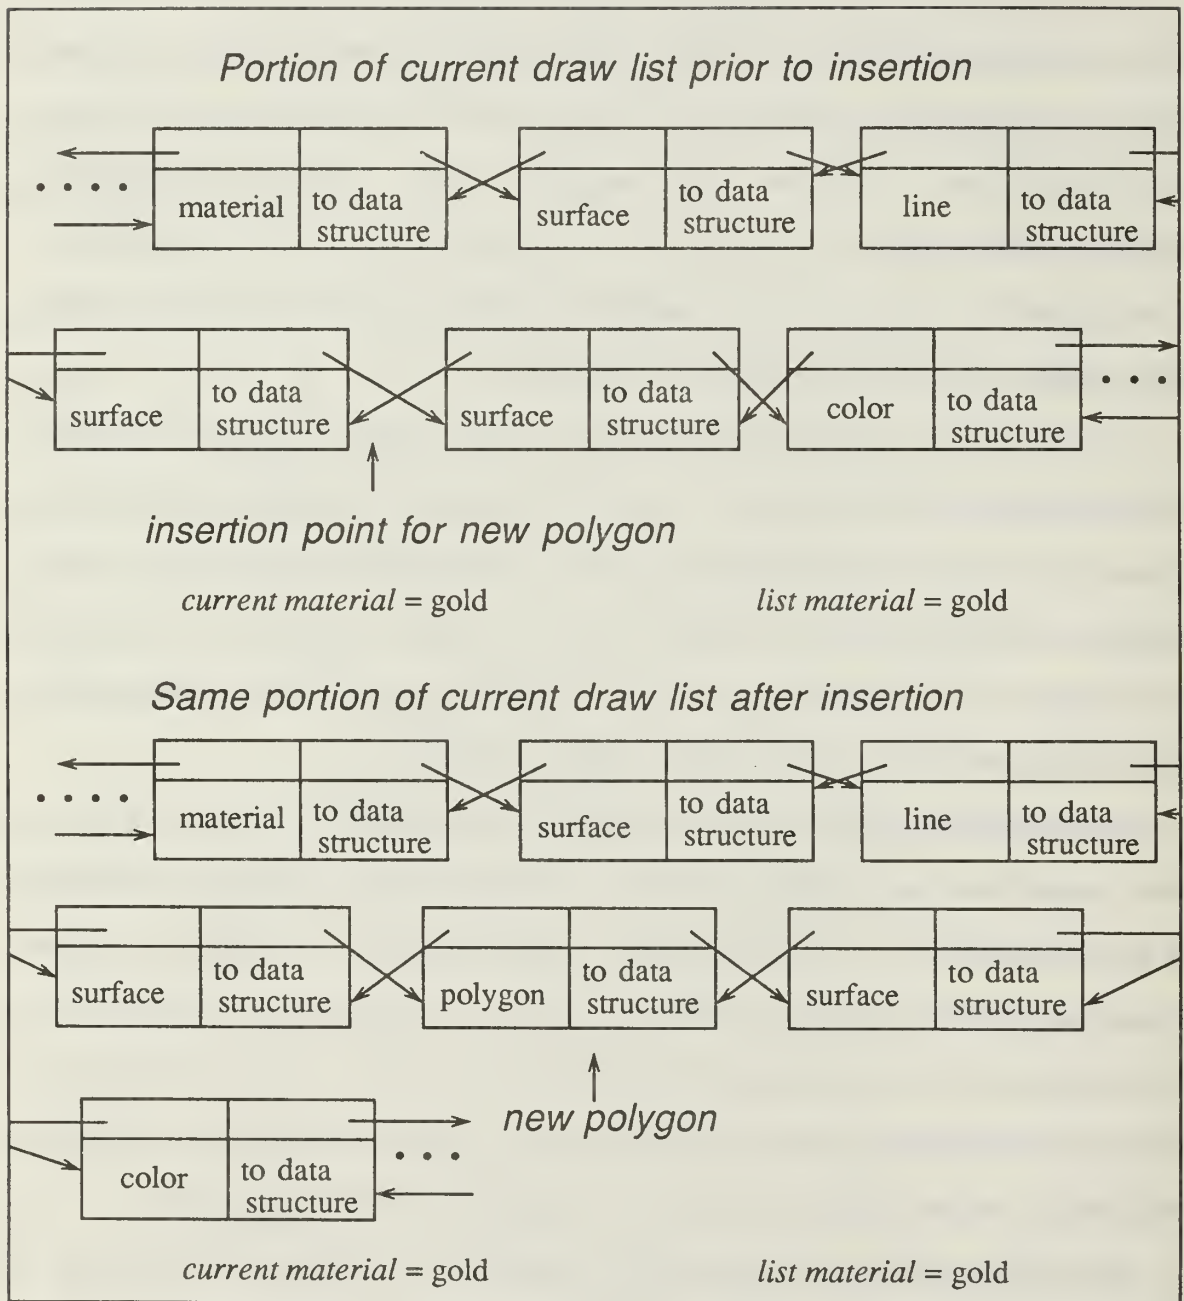 Portion of current draw list prior to insertion
material
to data
structure
surface
to data
structure
line
to data
structure
surface
to data
structure
surface
to data
structure
color
to data
structure
insertion point for new polygon
current material = gold
list material = gold
Same portion of current draw list after insertion
material
to data
structure
surface
to data
structure
line
to data
structure
surface
to data
structure
polygon
to data
structure
surface
to data
structure
new polygon
color
to data
structure
current material = gold
list material = gold